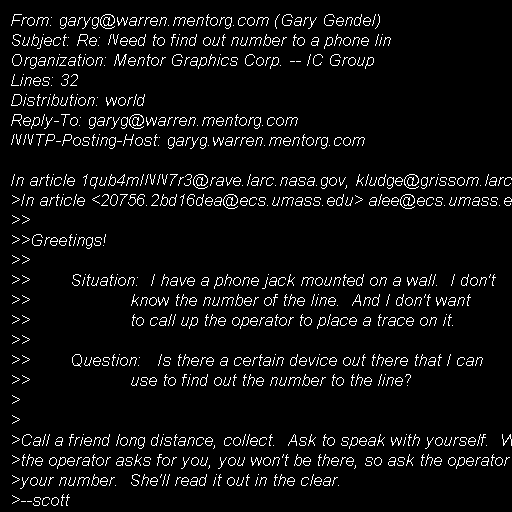 From: garyg@warren.mentorg.com (Gary Gendel)
Subject: Re: Need to find out number to a phone lin
Organization: Mentor Graphics Corp. -- IC Group
Lines: 32
Distribution: world
Reply-To: garyg@warren.mentorg.com
NNTP-Posting-Host: garyg.warren.mentorg.com

In article 1qub4mINN7r3@rave.larc.nasa.gov, kludge@grissom.larc
>In article <20756.2bd16dea@ecs.umass.edu> alee@ecs.umass.e
>>
>>Greetings!
>>
>>        Situation:  I have a phone jack mounted on a wall.  I don't
>>                    know the number of the line.  And I don't want
>>                    to call up the operator to place a trace on it.
>>
>>        Question:   Is there a certain device out there that I can
>>                    use to find out the number to the line?
>
>
>Call a friend long distance, collect.  Ask to speak with yourself.  W
>the operator asks for you, you won't be there, so ask the operator
>your number.  She'll read it out in the clear.
>--scott